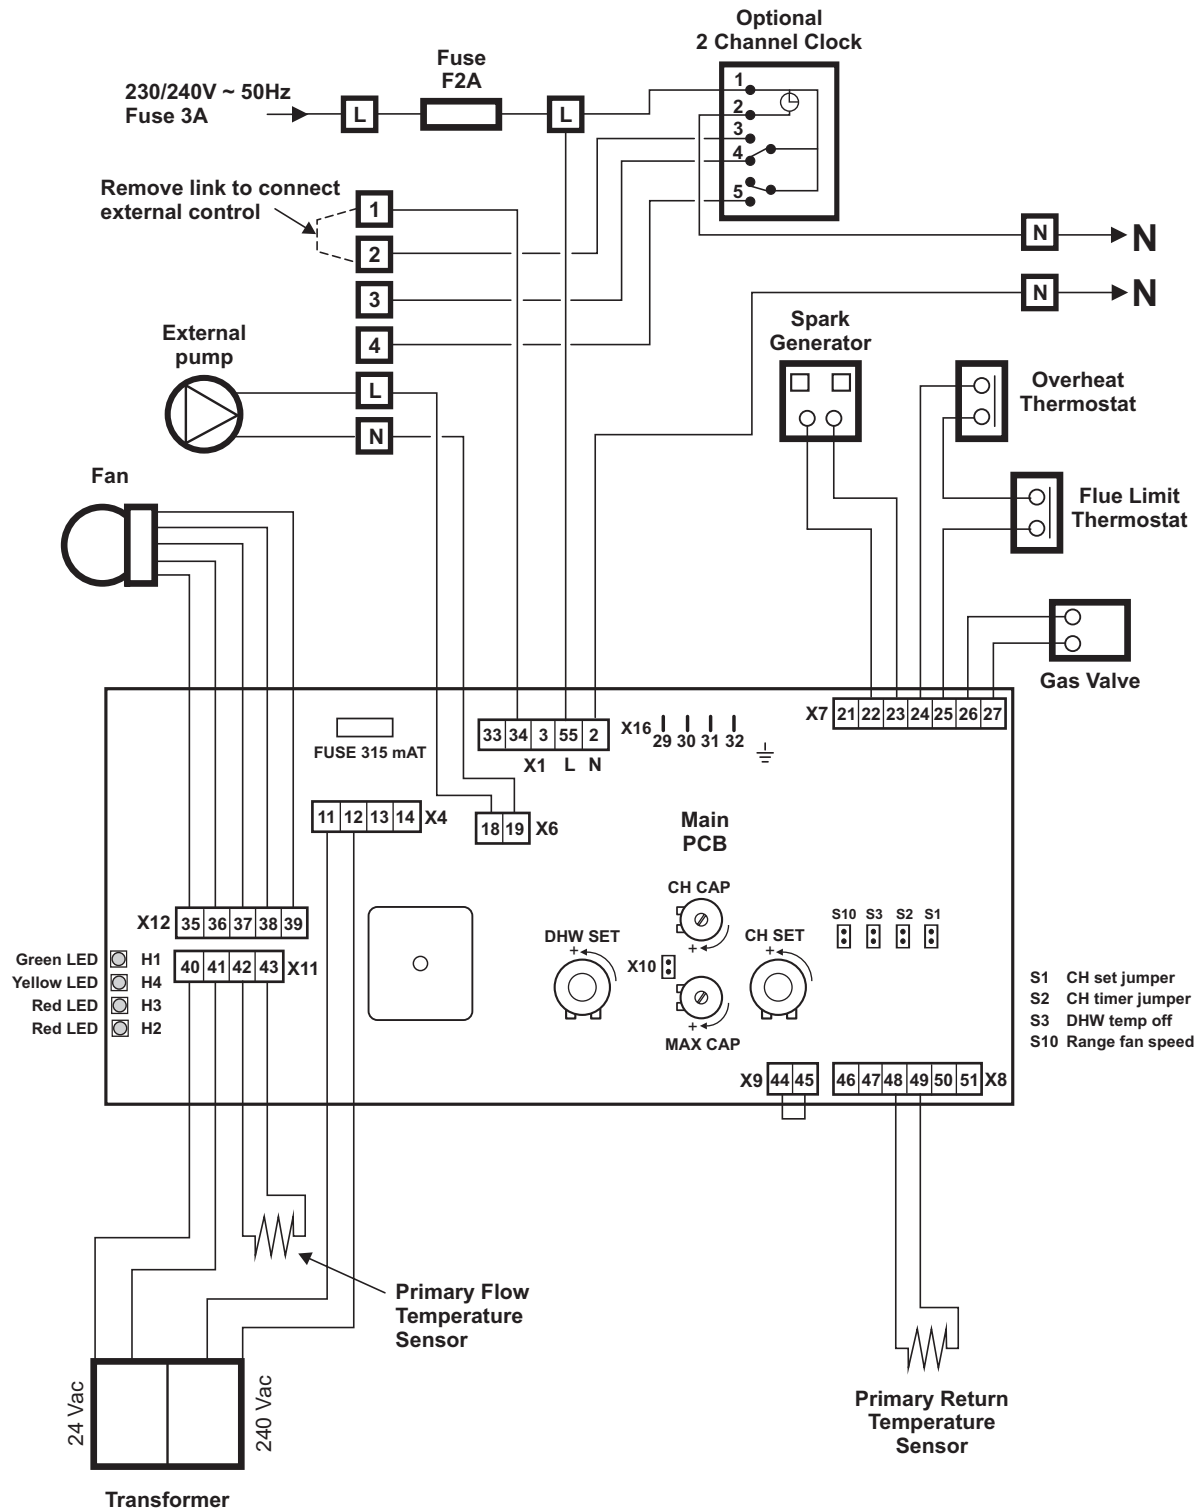 Optional
2 Channel Clock
Fuse
F2A
230/240V ~ 50Hz
Fuse 3A
L
L
1
2
3
4
5
Remove link to connect
external control
1
2
3
4
L
N
N
N
N
N
External
pump
Spark
Generator
Overheat
Thermostat
Fan
Flue Limit
Thermostat
Gas Valve
FUSE 315 mAT
33 34 3 55 2
X1 L N
X16
29 30 31 32
X7 21 22 23 24 25 26 27
11 12 13 14 X4
18 19 X6
Main
PCB
CH CAP
X12 35 36 37 38 39
DHW SET
+
+
CH SET
+
S10 S3 S2 S1
Green LED H1
Yellow LED H4
Red LED H3
Red LED H2
40 41 42 43 X11
X10
+
MAX CAP
S1 CH set jumper
S2 CH timer jumper
S3 DHW temp off
S10 Range fan speed
X9 44 45
46 47 48 49 50 51 X8
Primary Flow
Temperature
Sensor
24 Vac
240 Vac
Transformer
Primary Return
Temperature
Sensor